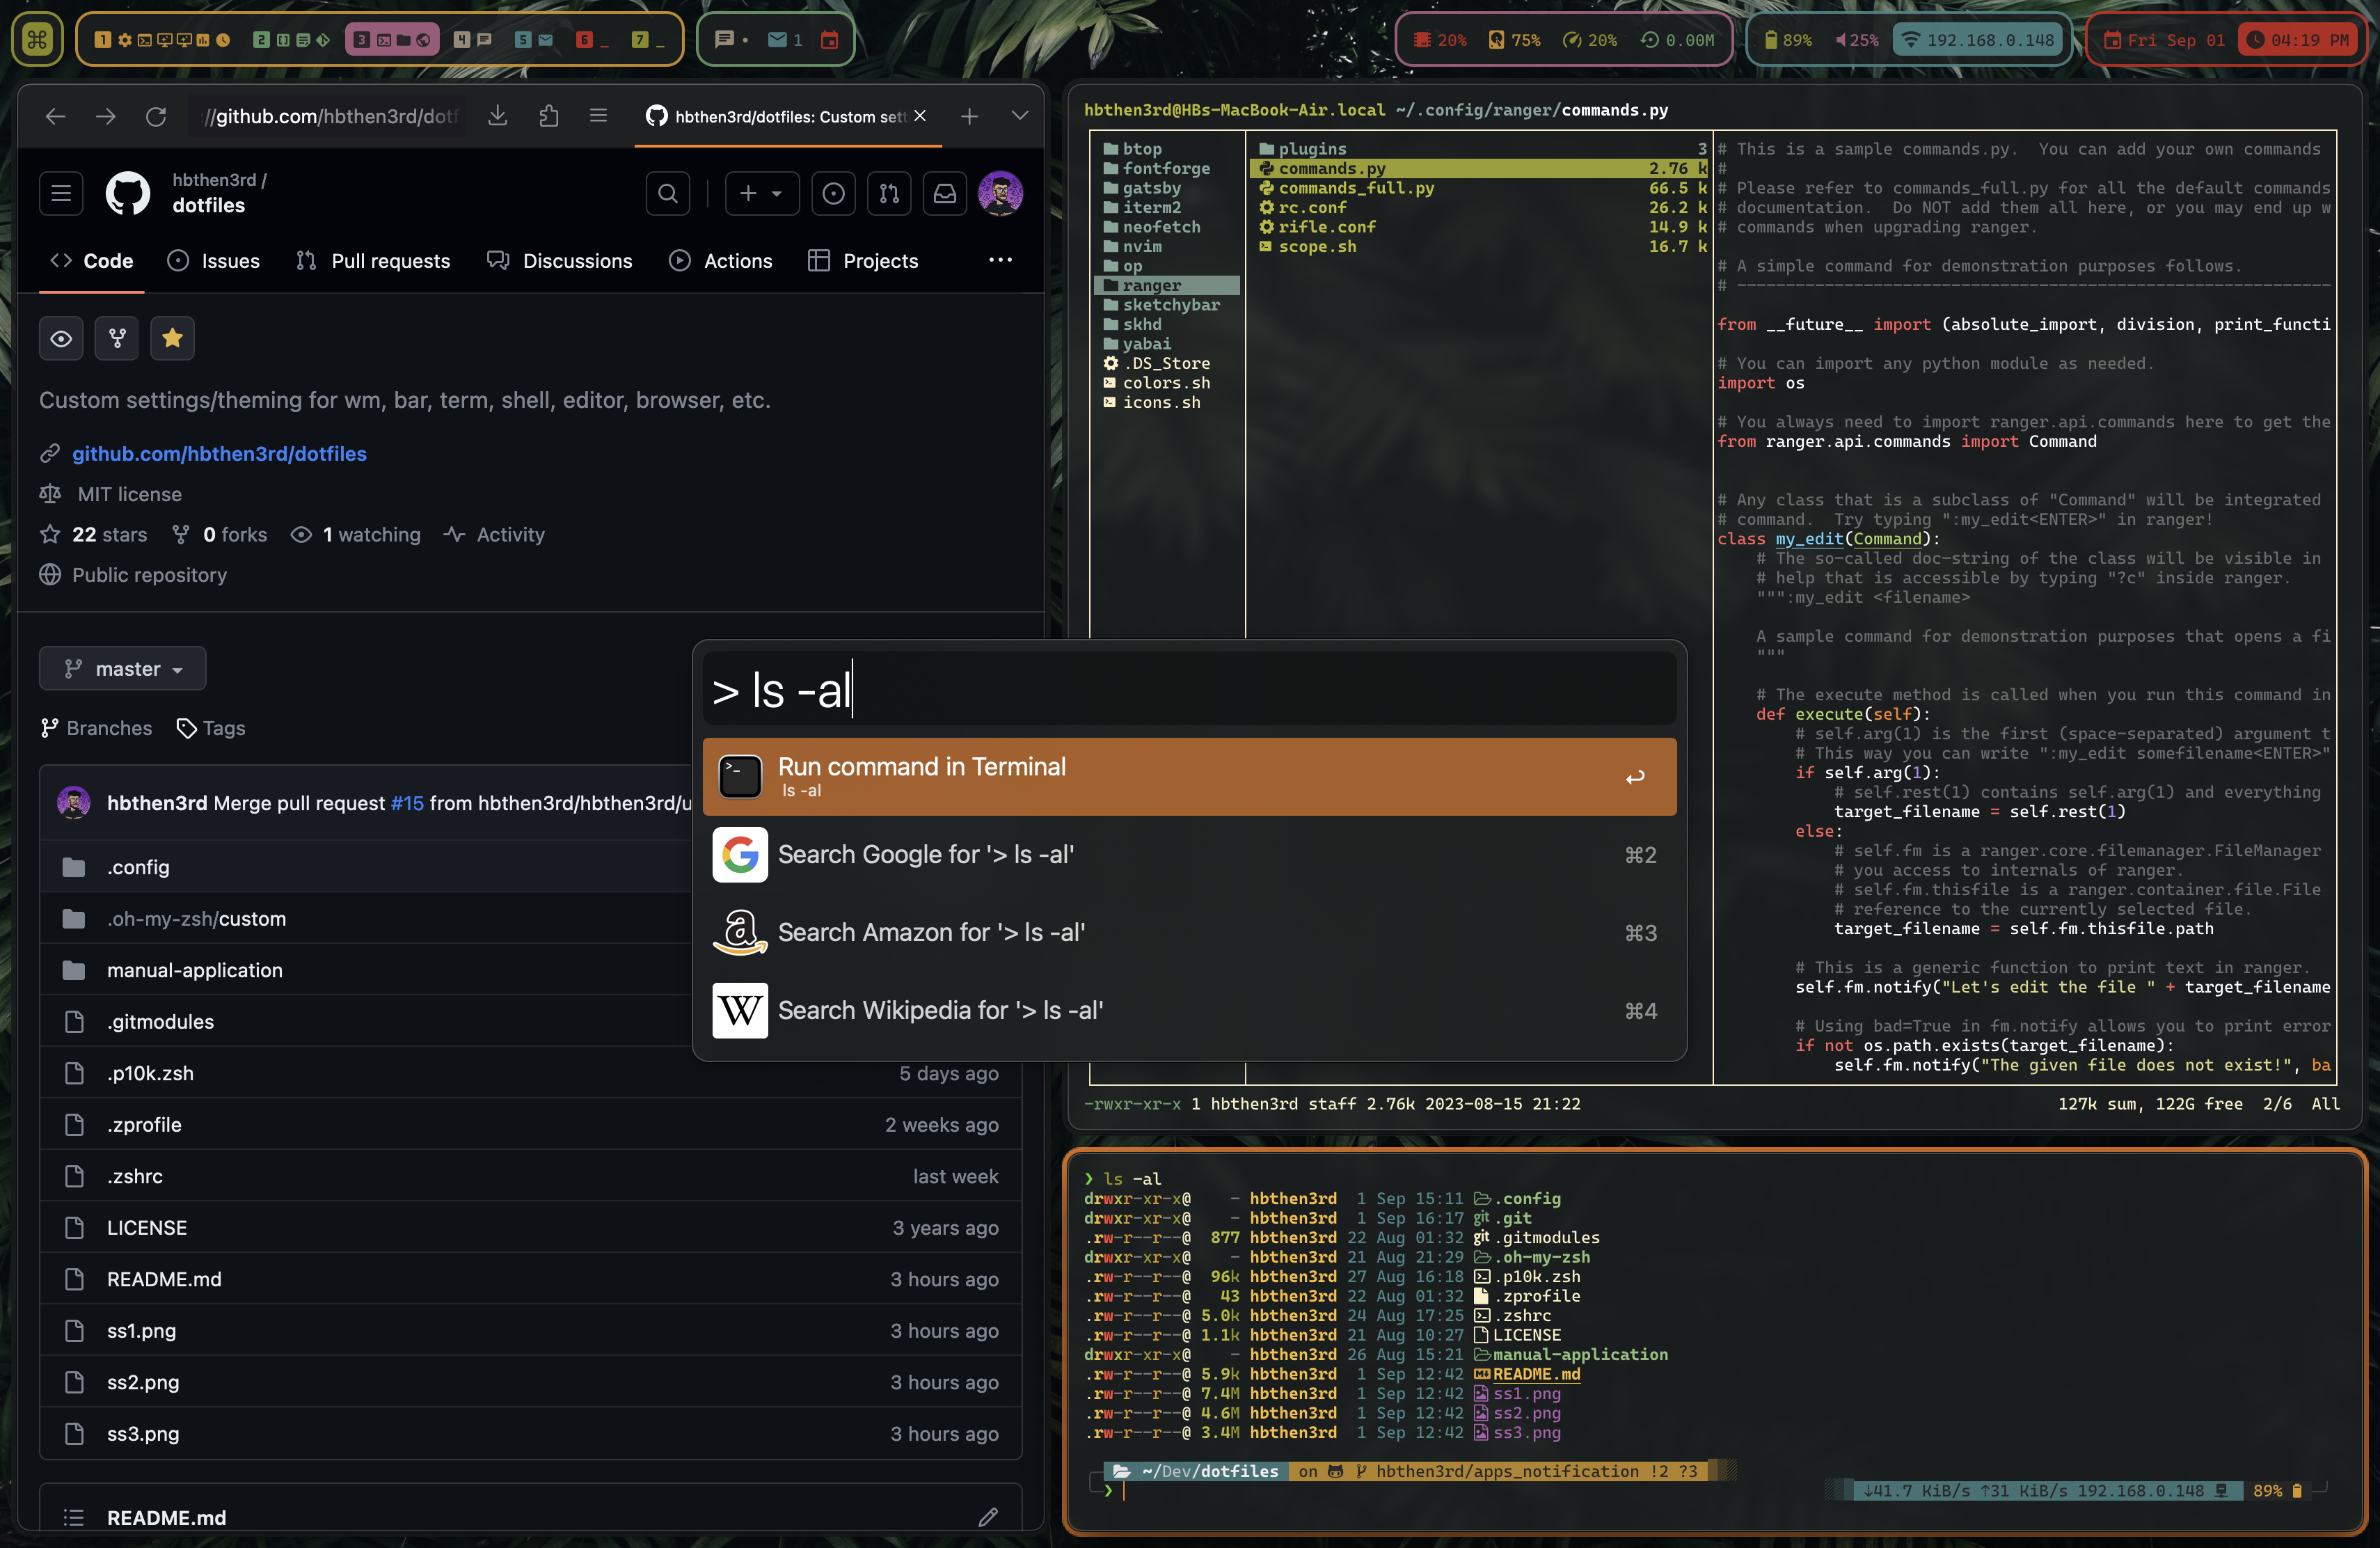 1 2 3 4 5 6 _ 7 _
1
20% 75% 20% 0.00M
89% 25% 192.168.0.148
Fri Sep 01 04:19 PM
://github.com/hbthen3rd/dotf
hbthen3rd/dotfiles: Custom sett
hbthen3rd /
dotfiles
Code Issues Pull requests Discussions Actions Projects
Custom settings/theming for wm, bar, term, shell, editor, browser, etc.
github.com/hbthen3rd/dotfiles
MIT license
22 stars 0 forks 1 watching Activity
Public repository
master
Branches Tags
hbthen3rd Merge pull request #15 from hbthen3rd/hbthen3rd/u
.config
.oh-my-zsh/custom
manual-application
.gitmodules
.p10k.zsh 5 days ago
.zprofile 2 weeks ago
.zshrc last week
LICENSE 3 years ago
README.md 3 hours ago
ss1.png 3 hours ago
ss2.png 3 hours ago
ss3.png 3 hours ago
README.md
> ls -al
Run command in Terminal
ls -al
Search Google for '> ls -al' ⌘2
Search Amazon for '> ls -al' ⌘3
Search Wikipedia for '> ls -al' ⌘4
hbthen3rd@HBs-MacBook-Air.local ~/.config/ranger/commands.py
btop
fontforge
gatsby
iterm2
neofetch
nvim
op
ranger
sketchybar
skhd
yabai
.DS_Store
colors.sh
icons.sh
plugins 3
commands.py 2.76 k
commands_full.py 66.5 k
rc.conf 26.2 k
rifle.conf 14.9 k
scope.sh 16.7 k
# This is a sample commands.py.  You can add your own commands
#
# Please refer to commands_full.py for all the default commands
# documentation.  Do NOT add them all here, or you may end up w
# commands when upgrading ranger.
# A simple command for demonstration purposes follows.
# -------------------------------------------------------------
from __future__ import (absolute_import, division, print_functi
# You can import any python module as needed.
import os
# You always need to import ranger.api.commands here to get the
from ranger.api.commands import Command
# Any class that is a subclass of "Command" will be integrated
# command.  Try typing ":my_edit<ENTER>" in ranger!
class my_edit(Command):
# The so-called doc-string of the class will be visible in
# help that is accessible by typing "?c" inside ranger.
""":my_edit <filename>
A sample command for demonstration purposes that opens a fi
"""
# The execute method is called when you run this command in
def execute(self):
# self.arg(1) is the first (space-separated) argument t
# This way you can write ":my_edit somefilename<ENTER>"
if self.arg(1):
# self.rest(1) contains self.arg(1) and everything
target_filename = self.rest(1)
else:
# self.fm is a ranger.core.filemanager.FileManager
# you access to internals of ranger.
# self.fm.thisfile is a ranger.container.file.File
# reference to the currently selected file.
target_filename = self.fm.thisfile.path
# This is a generic function to print text in ranger.
self.fm.notify("Let's edit the file " + target_filename
# Using bad=True in fm.notify allows you to print error
if not os.path.exists(target_filename):
self.fm.notify("The given file does not exist!", ba
-rwxr-xr-x 1 hbthen3rd staff 2.76k 2023-08-15 21:22 127k sum, 122G free  2/6  All
❯ ls -al
drwxr-xr-x@ - hbthen3rd 1 Sep 15:11 .config
drwxr-xr-x@ - hbthen3rd 1 Sep 16:17 git .git
.rw-r--r--@ 877 hbthen3rd 22 Aug 01:32 git .gitmodules
drwxr-xr-x@ - hbthen3rd 21 Aug 21:29 .oh-my-zsh
.rw-r--r--@ 96k hbthen3rd 27 Aug 16:18 .p10k.zsh
.rw-r--r--@ 43 hbthen3rd 22 Aug 01:32 .zprofile
.rw-r--r--@ 5.0k hbthen3rd 24 Aug 17:25 .zshrc
.rw-r--r--@ 1.1k hbthen3rd 21 Aug 10:27 LICENSE
drwxr-xr-x@ - hbthen3rd 26 Aug 15:21 manual-application
.rw-r--r--@ 5.9k hbthen3rd 1 Sep 12:42 README.md
.rw-r--r--@ 7.4M hbthen3rd 1 Sep 12:42 ss1.png
.rw-r--r--@ 4.6M hbthen3rd 1 Sep 12:42 ss2.png
.rw-r--r--@ 3.4M hbthen3rd 1 Sep 12:42 ss3.png
~/Dev/dotfiles on hbthen3rd/apps_notification !2 ?3
❯ ↓41.7 KiB/s ↑31 KiB/s 192.168.0.148 89%